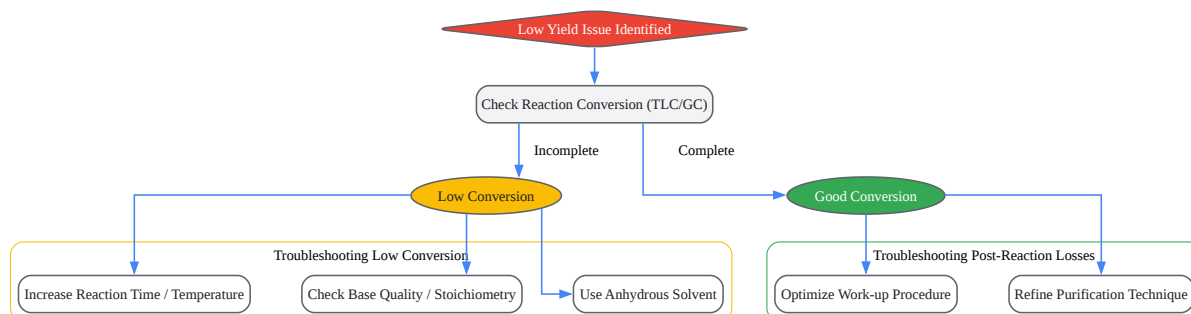 Low Yield Issue Identified
Check Reaction Conversion (TLC/GC)
Incomplete
Complete
Low Conversion
Good Conversion
Troubleshooting Low Conversion
Troubleshooting Post-Reaction Losses
Increase Reaction Time / Temperature
Check Base Quality / Stoichiometry
Use Anhydrous Solvent
Optimize Work-up Procedure
Refine Purification Technique